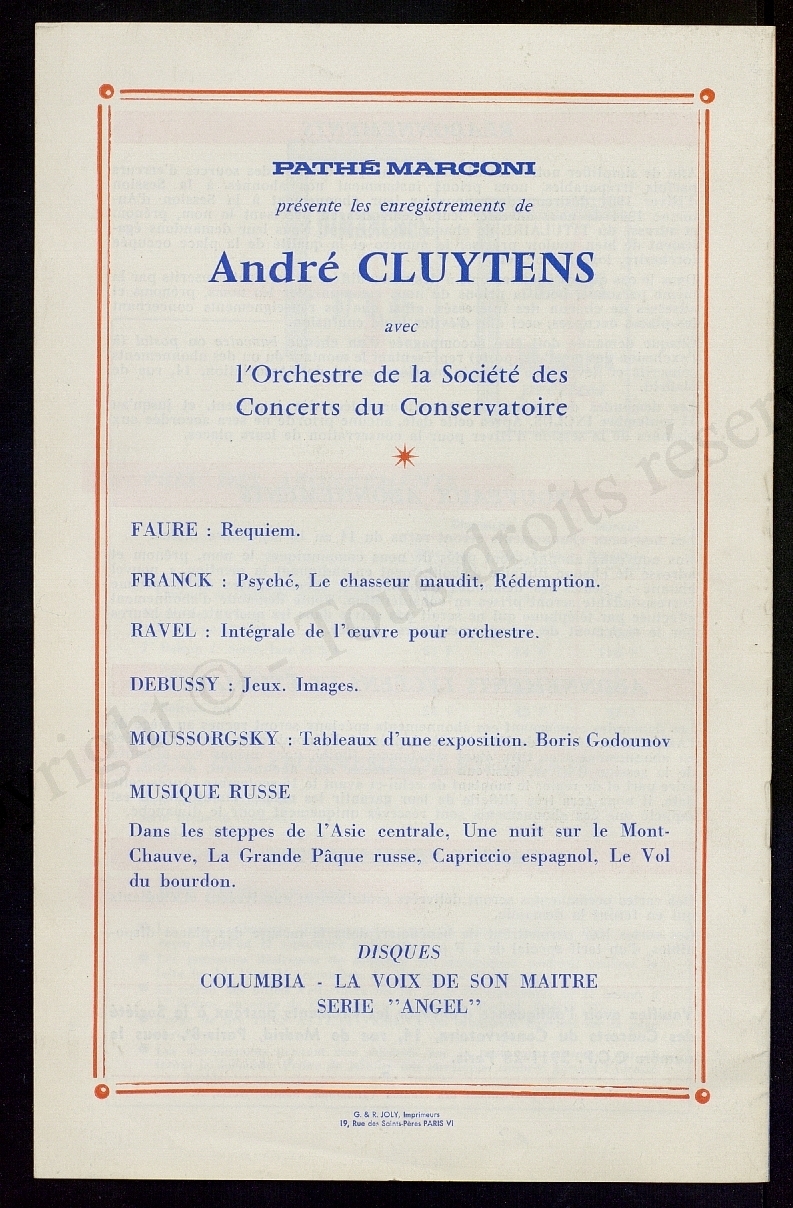 PATHÉ MARCONI
présente les enregistrements de
André CLUYTENS
avec
l'Orchestre de la Société des
Concerts du Conservatoire
FAURE : Requiem.
FRANCK : Psyché, Le chasseur maudit, Rédemption.
RAVEL : Intégrale de l'œuvre pour orchestre.
DEBUSSY : Jeux. Images.
MOUSSORGSKY : Tableaux d'une exposition. Boris Godounov
MUSIQUE RUSSE
Dans les steppes de l'Asie centrale, Une nuit sur le Mont-
Chauve, La Grande Pâque russe, Capriccio espagnol, Le Vol
du bourdon.
DISQUES
COLUMBIA - LA VOIX DE SON MAITRE
SERIE "ANGEL"
G. & R. JOLY, Imprimeurs
19, Rue des Saints-Pères PARIS VI
right © - Tous droits réser